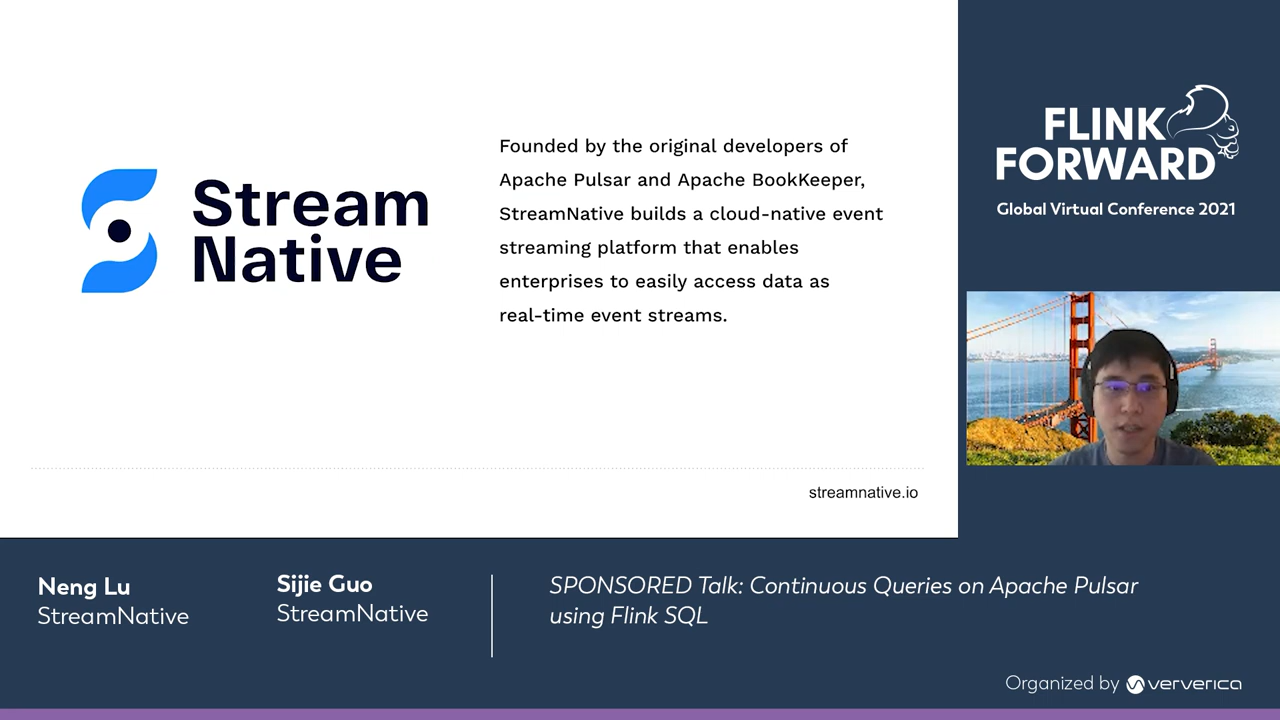 Stream
Native
Founded by the original developers of
Apache Pulsar and Apache BookKeeper,
StreamNative builds a cloud-native event
streaming platform that enables
enterprises to easily access data as
real-time event streams.
streamnative.io
FLINK
FORWARD
Global Virtual Conference 2021
Neng Lu
StreamNative
Sijie Guo
StreamNative
SPONSORED Talk: Continuous Queries on Apache Pulsar
using Flink SQL
Organized by ververica